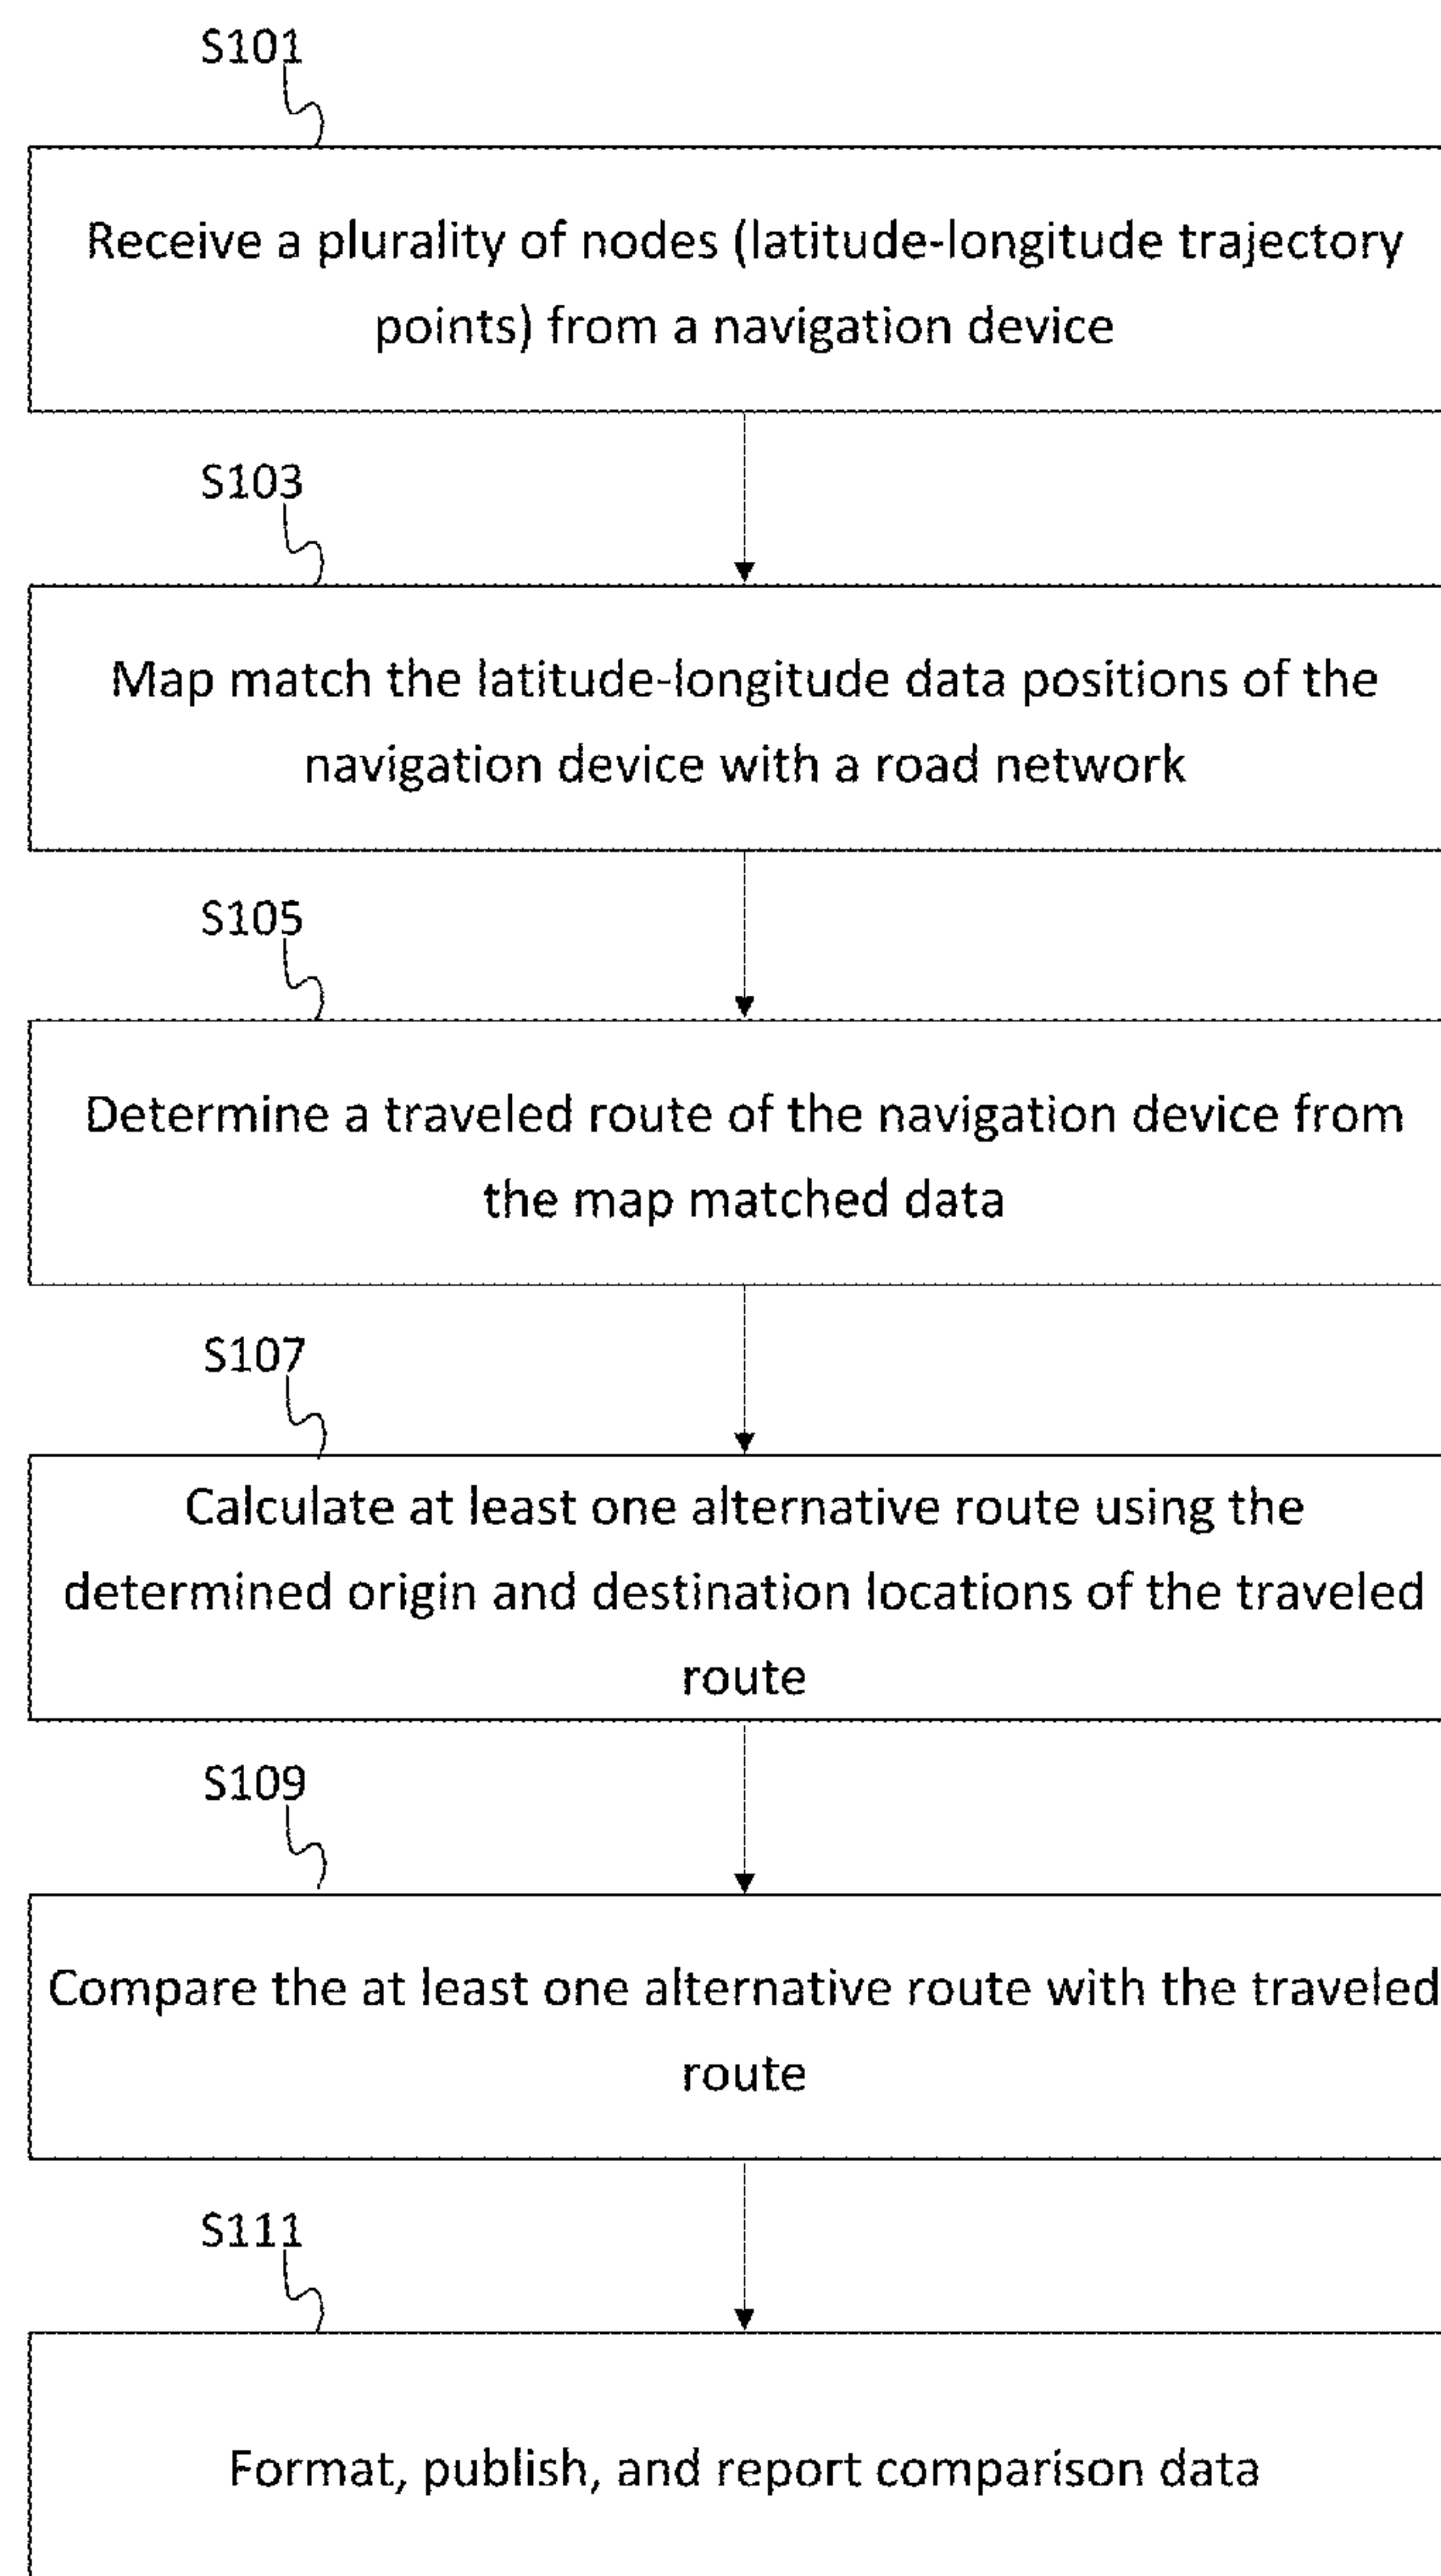 S101
Receive a plurality of nodes (latitude-longitude trajectory
points) from a navigation device
S103
Map match the latitude-longitude data positions of the
navigation device with a road network
S105
Determine a traveled route of the navigation device from
the map matched data
S107
Calculate at least one alternative route using the
determined origin and destination locations of the traveled
route
S109
Compare the at least one alternative route with the traveled
route
S111
Format, publish, and report comparison data